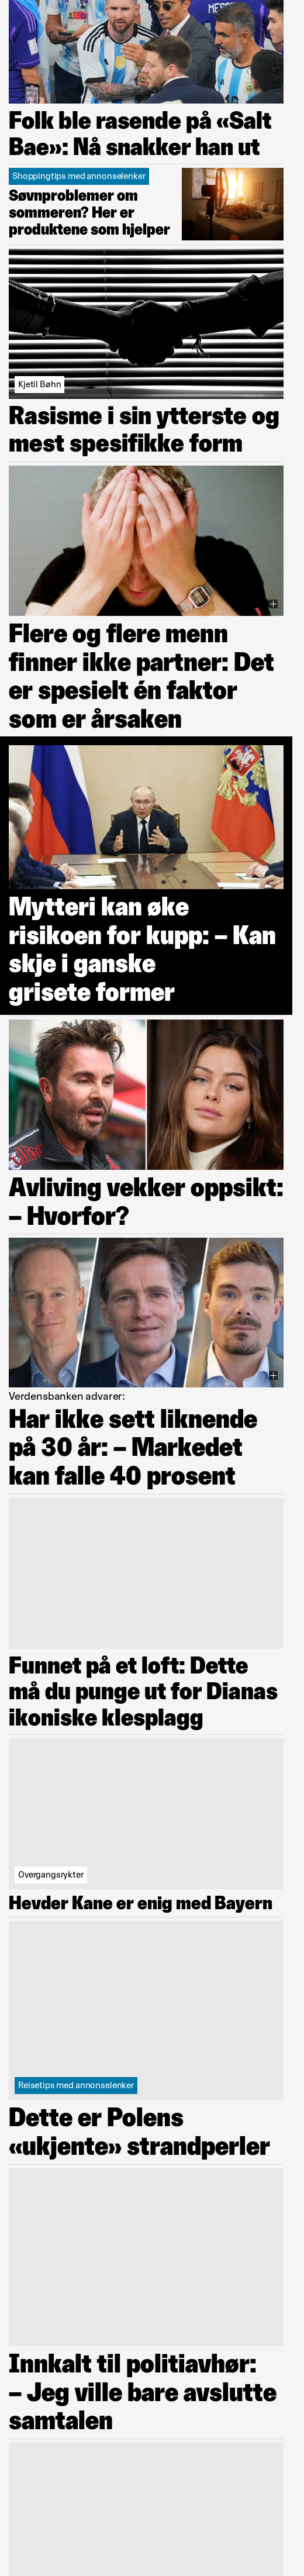 Folk ble rasende på «Salt
Bae»: Nå snakker han ut
Shoppingtips med annonselenker
Søvnproblemer om
sommeren? Her er
produktene som hjelper
Kjetil Bøhn
Rasisme i sin ytterste og
mest spesifikke form
Flere og flere menn
finner ikke partner: Det
er spesielt én faktor
som er årsaken
Mytteri kan øke
risikoen for kupp: – Kan
skje i ganske
grisete former
Avliving vekker oppsikt:
– Hvorfor?
Verdensbanken advarer:
Har ikke sett liknende
på 30 år: – Markedet
kan falle 40 prosent
Funnet på et loft: Dette
må du punge ut for Dianas
ikoniske klesplagg
Overgangsrykter
Hevder Kane er enig med Bayern
Reisetips med annonselenker
Dette er Polens
«ukjente» strandperler
Innkalt til politiavhør:
– Jeg ville bare avslutte
samtalen